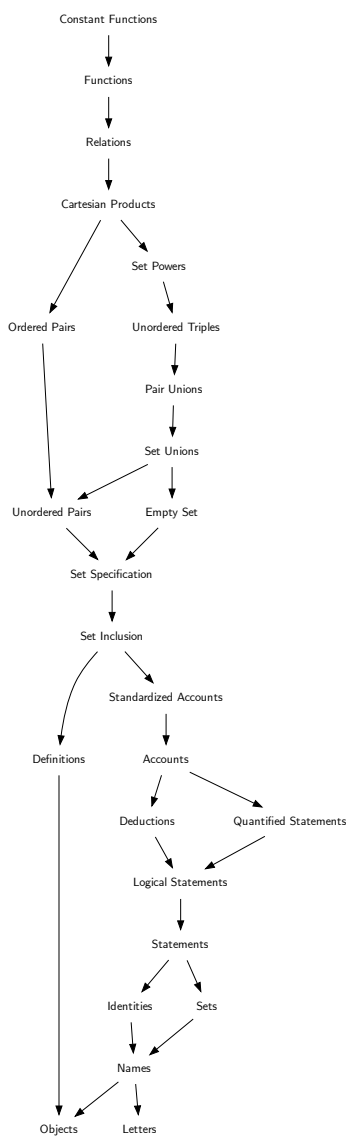 Constant Functions
Functions
Relations
Cartesian Products
Set Powers
Ordered Pairs
Unordered Triples
Pair Unions
Set Unions
Unordered Pairs
Empty Set
Set Specification
Set Inclusion
Standardized Accounts
Definitions
Accounts
Deductions
Quantified Statements
Logical Statements
Statements
Identities
Sets
Names
Objects
Letters